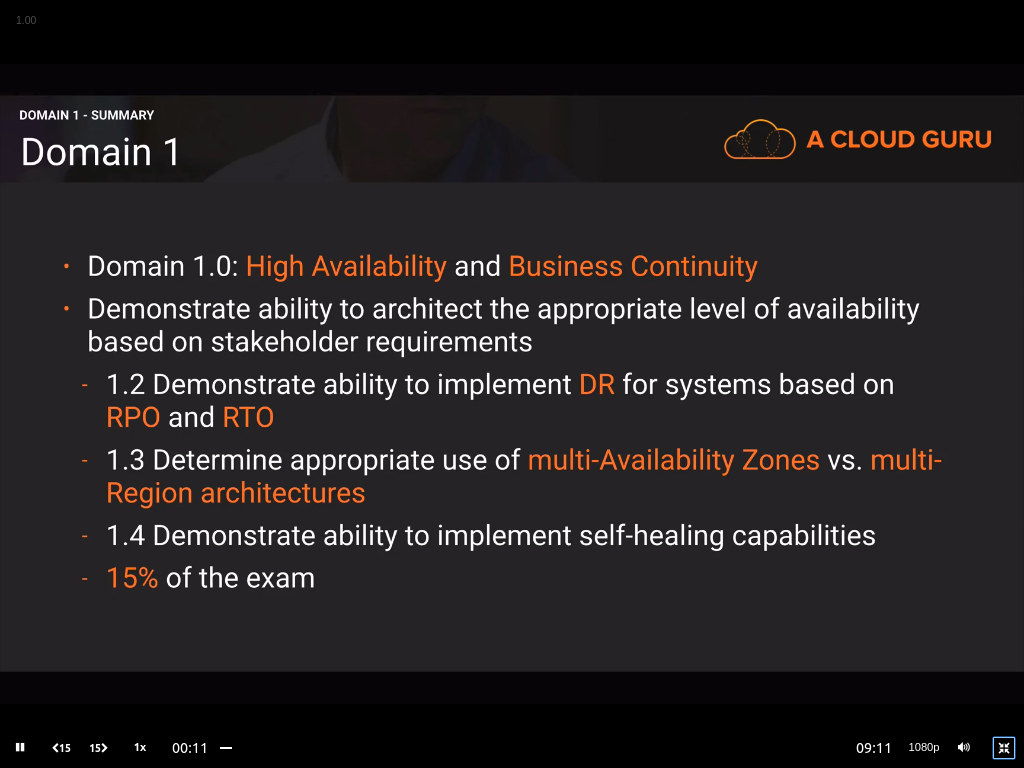 1.00
DOMAIN 1 - SUMMARY
Domain 1
A CLOUD GURU
• Domain 1.0: High Availability and Business Continuity
• Demonstrate ability to architect the appropriate level of availability
based on stakeholder requirements
- 1.2 Demonstrate ability to implement DR for systems based on
RPO and RTO
- 1.3 Determine appropriate use of multi-Availability Zones vs. multi-
Region architectures
- 1.4 Demonstrate ability to implement self-healing capabilities
- 15% of the exam
15 15 1x 00:11 09:11 1080p